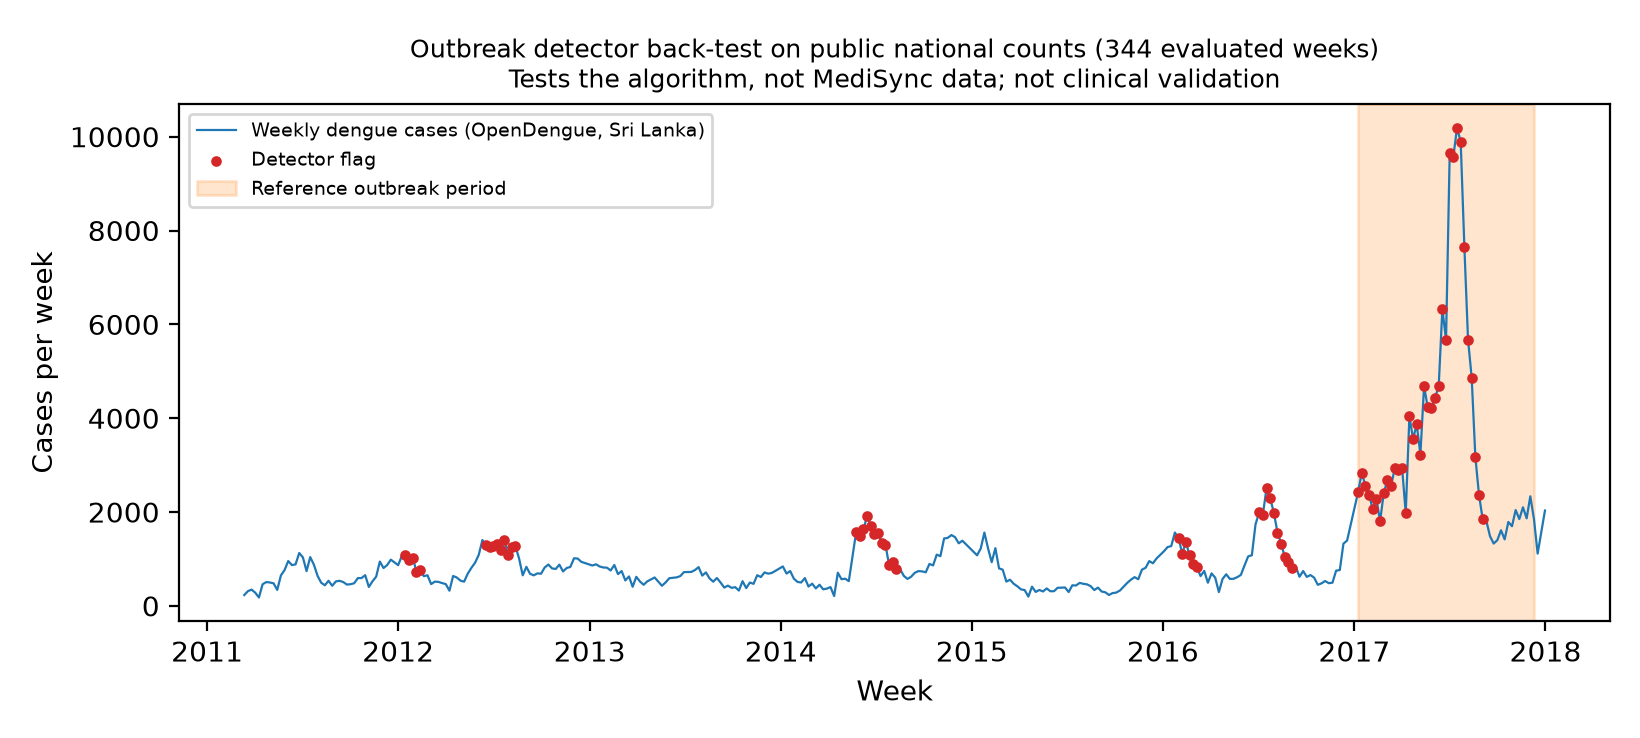 Outbreak detector back-test on public national counts (344 evaluated weeks)
Tests the algorithm, not MediSync data; not clinical validation
Weekly dengue cases (OpenDengue, Sri Lanka)
Detector flag
Reference outbreak period
Cases per week
10000
8000
6000
4000
2000
0
2011 2012 2013 2014 2015 2016 2017 2018
Week